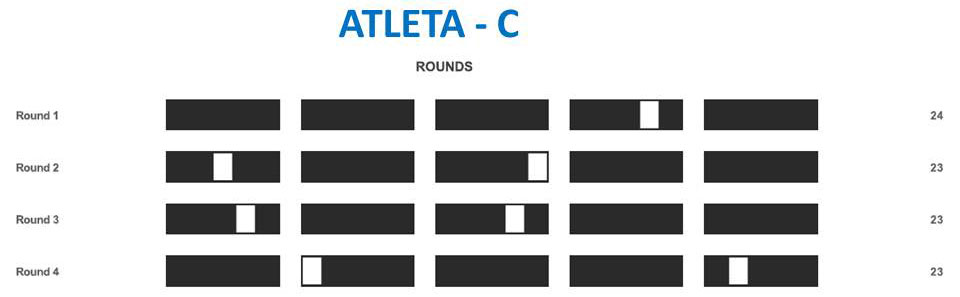 ATLETA - C
ROUNDS
Round 1 24
Round 2 23
Round 3 23
Round 4 23